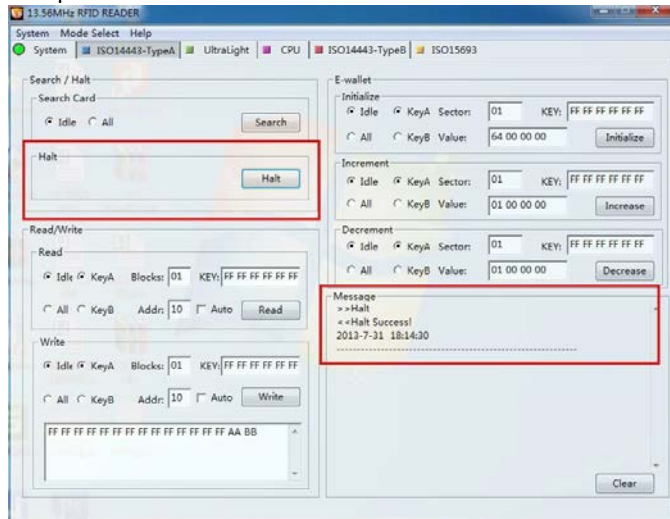 13.56MHz RFID READER
System Mode Select Help
System ISO14443-TypeA UltraLight CPU ISO14443-TypeB ISO15693
Search / Halt
Search Card
Idle All Search
Halt
Halt
Read/Write
Read
Idle KeyA Blocks: 01 KEY: FF FF FF FF FF FF
All KeyB Addr: 10 Auto Read
Write
Idle KeyA Blocks: 01 KEY: FF FF FF FF FF FF
All KeyB Addr: 10 Auto Write
FF FF FF FF FF FF FF FF FF FF FF FF FF FF AA BB
E-wallet
Initialize
Idle KeyA Sector: 01 KEY: FF FF FF FF FF FF
All KeyB Value: 64 00 00 00 Initialize
Increment
Idle KeyA Sector: 01 KEY: FF FF FF FF FF FF
All KeyB Value: 01 00 00 00 Increase
Decrement
Idle KeyA Sector: 01 KEY: FF FF FF FF FF FF
All KeyB Value: 01 00 00 00 Decrease
Message
>>Halt
<<Halt Success!
2013-7-31 18:14:30
Clear